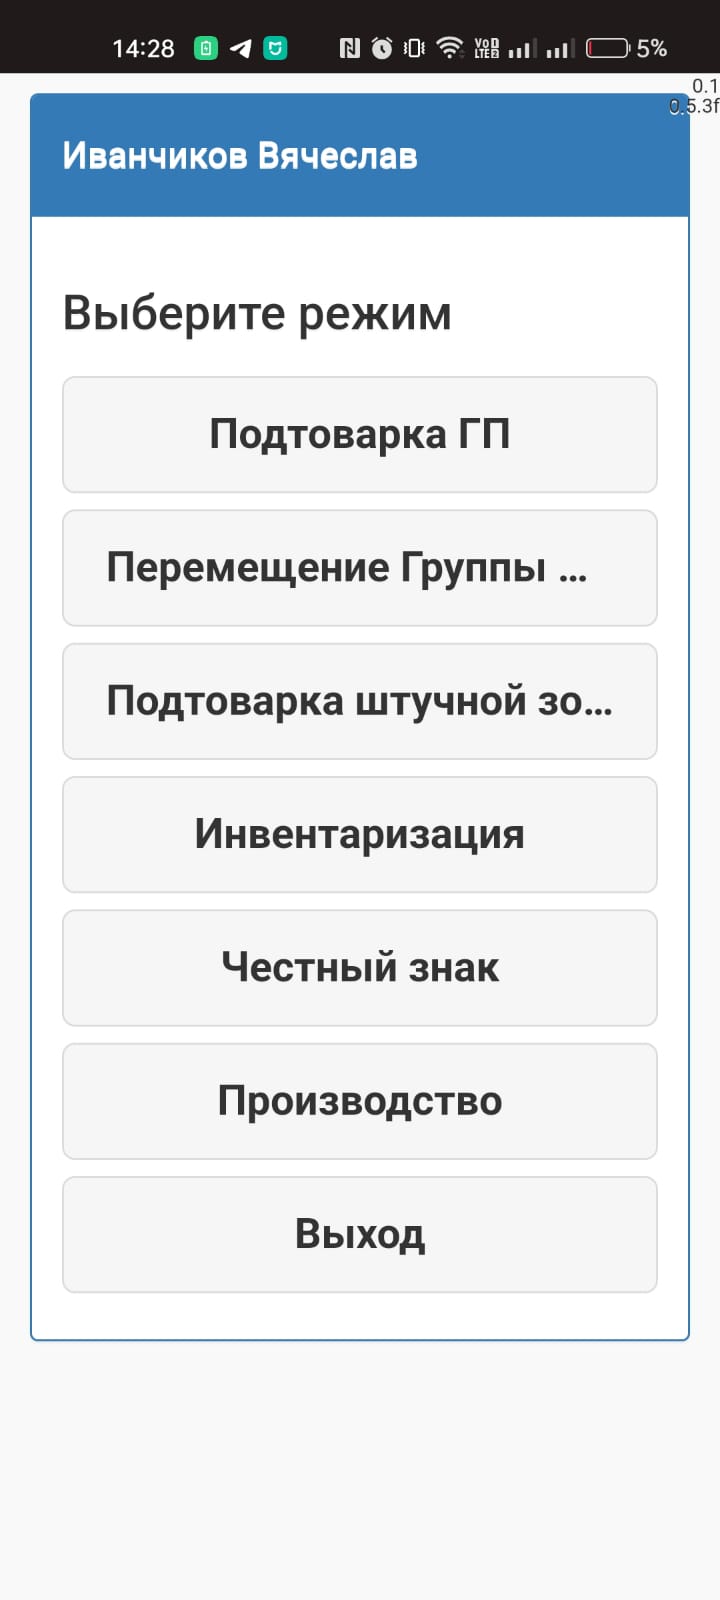 14:28 5%
0.1
0.5.3f
Иванчиков Вячеслав
Выберите режим
Подтоварка ГП
Перемещение Группы ...
Подтоварка штучной зо...
Инвентаризация
Честный знак
Производство
Выход